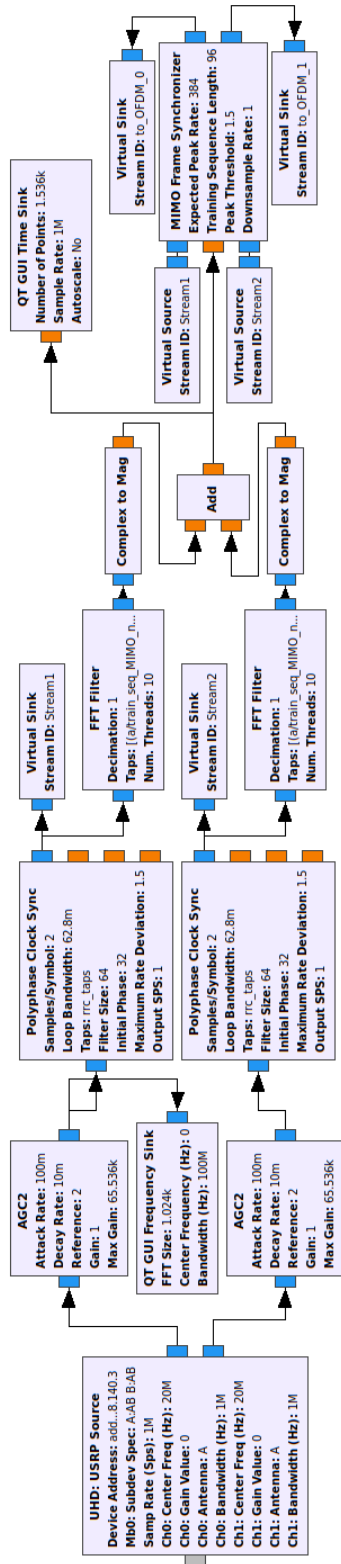 UHD: USRP Source
Device Address: add...8.140.3
Mb0: Subdev Spec: A:AB B:AB
Samp Rate (Sps): 1M
Ch0: Center Freq (Hz): 20M
Ch0: Gain Value: 0
Ch0: Antenna: A
Ch0: Bandwidth (Hz): 1M
Ch1: Center Freq (Hz): 20M
Ch1: Gain Value: 0
Ch1: Antenna: A
Ch1: Bandwidth (Hz): 1M
AGC2
Attack Rate: 100m
Decay Rate: 10m
Reference: 2
Gain: 1
Max Gain: 65.536k
QT GUI Frequency Sink
FFT Size: 1.024k
Center Frequency (Hz): 0
Bandwidth (Hz): 100M
AGC2
Attack Rate: 100m
Decay Rate: 10m
Reference: 2
Gain: 1
Max Gain: 65.536k
Polyphase Clock Sync
Samples/Symbol: 2
Loop Bandwidth: 62.8m
Taps: rrc_taps
Filter Size: 64
Initial Phase: 32
Maximum Rate Deviation: 1.5
Output SPS: 1
Polyphase Clock Sync
Samples/Symbol: 2
Loop Bandwidth: 62.8m
Taps: rrc_taps
Filter Size: 64
Initial Phase: 32
Maximum Rate Deviation: 1.5
Output SPS: 1
Virtual Sink
Stream ID: Stream1
FFT Filter
Decimation: 1
Taps: [(a/train_seq_MIMO_n...
Num. Threads: 10
Virtual Sink
Stream ID: Stream2
FFT Filter
Decimation: 1
Taps: [(a/train_seq_MIMO_n...
Num. Threads: 10
Complex to Mag
Add
Complex to Mag
QT GUI Time Sink
Number of Points: 1.536k
Sample Rate: 1M
Autoscale: No
Virtual Source
Stream ID: Stream1
Virtual Source
Stream ID: Stream2
Virtual Sink
Stream ID: to_OFDM_0
MIMO Frame Synchronizer
Expected Peak Rate: 384
Training Sequence Length: 96
Peak Threshold: 1.5
Downsample Rate: 1
Virtual Sink
Stream ID: to_OFDM_1